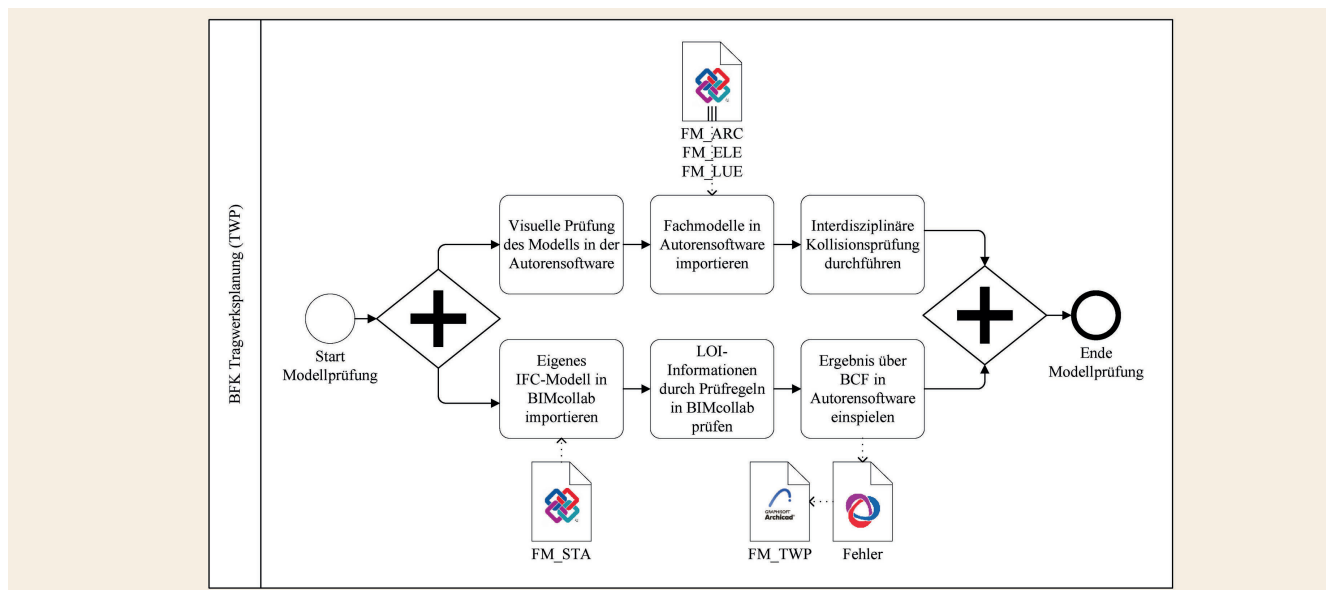 BFK Tragwerksplanung (TWP)
FM_ARC
FM_ELE
FM_LUE
Visuelle Prüfung
des Modells in der
Autorensoftware
Fachmodelle in
Autorensoftware
importieren
Interdisziplinäre
Kollisionsprüfung
durchführen
Start
Modellprüfung
Ende
Modellprüfung
Eigenes
IFC-Modell in
BIMcollab
importieren
LOI-
Informationen
durch Prüfregeln
in BIMcollab
prüfen
Ergebnis über
BCF in
Autorensoftware
einspielen
FM_STA
GRAPHISOFT
Archicad
FM_TWP
Fehler